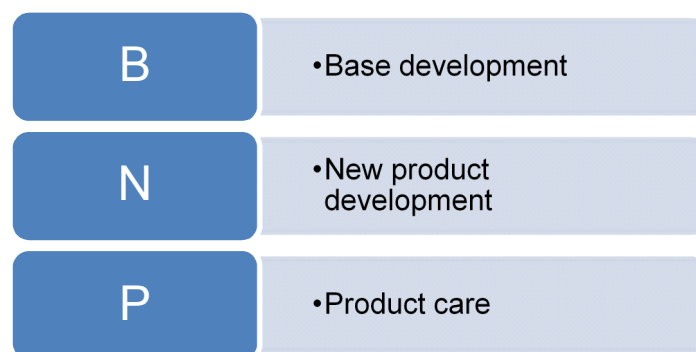 B
•Base development
N
•New product
development
P
•Product care